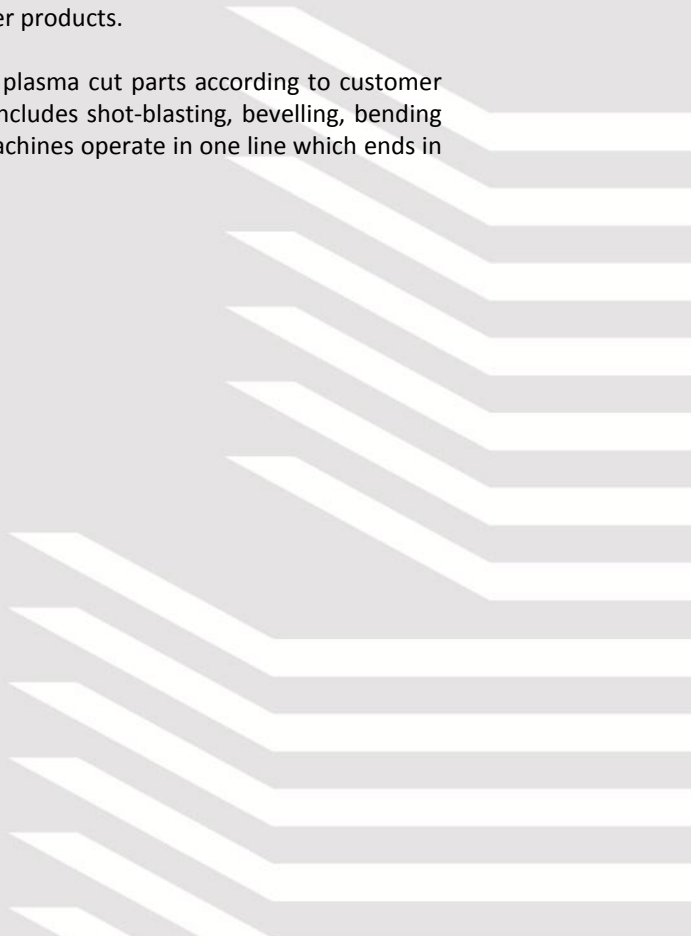 er products.
plasma cut parts according to customer
ncludes shot-blasting, bevelling, bending
achines operate in one line which ends in